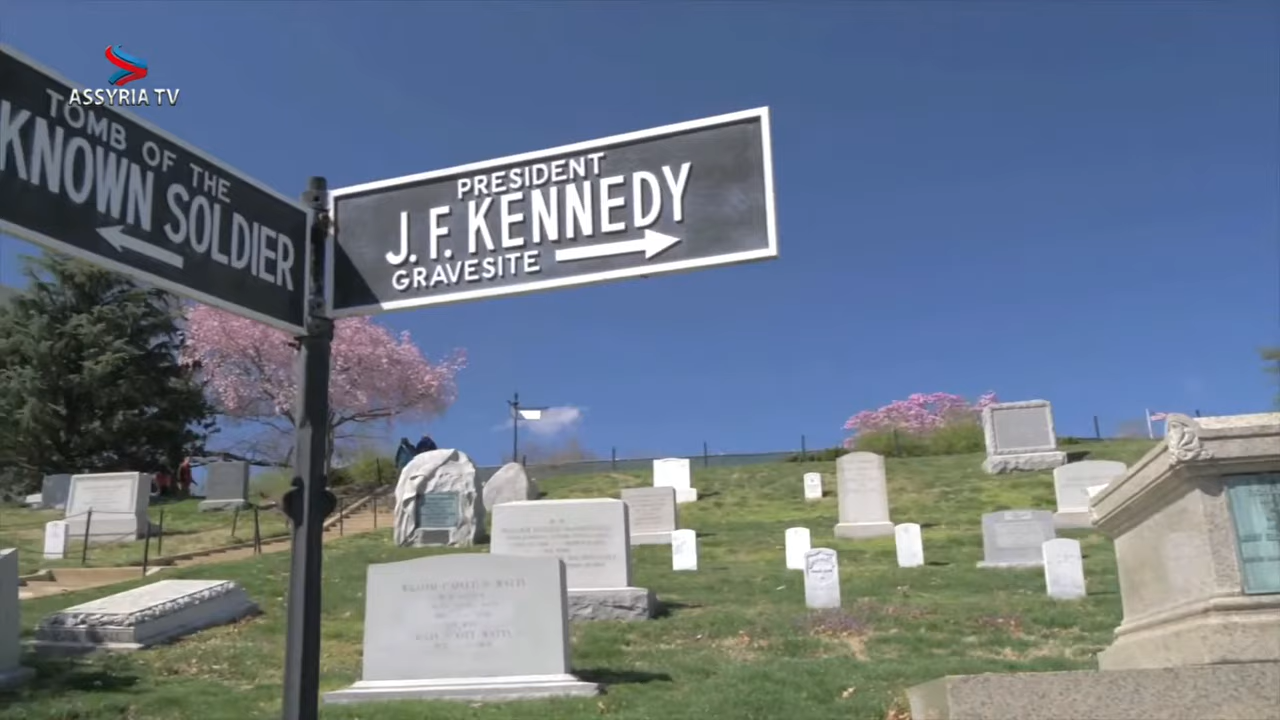 ASSYRIA TV
TOMB OF THE
KNOWN SOLDIER
PRESIDENT
J. F. KENNEDY
GRAVESITE